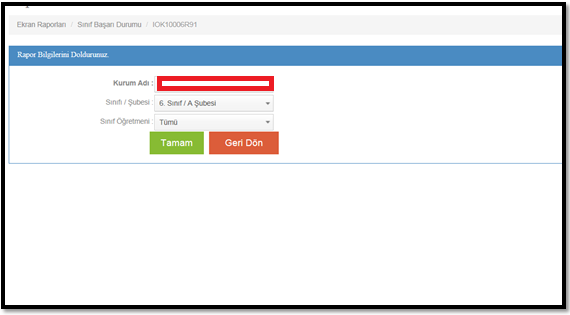 Ekran Raporları / Sınıf Başarı Durumu / IOK10006R91
Rapor Bilgilerini Doldurunuz.
Kurum Adı :
Sınıfı / Şubesi : 6. Sınıf / A Şubesi
Sınıf Öğretmeni : Tümü
Tamam Geri Dön